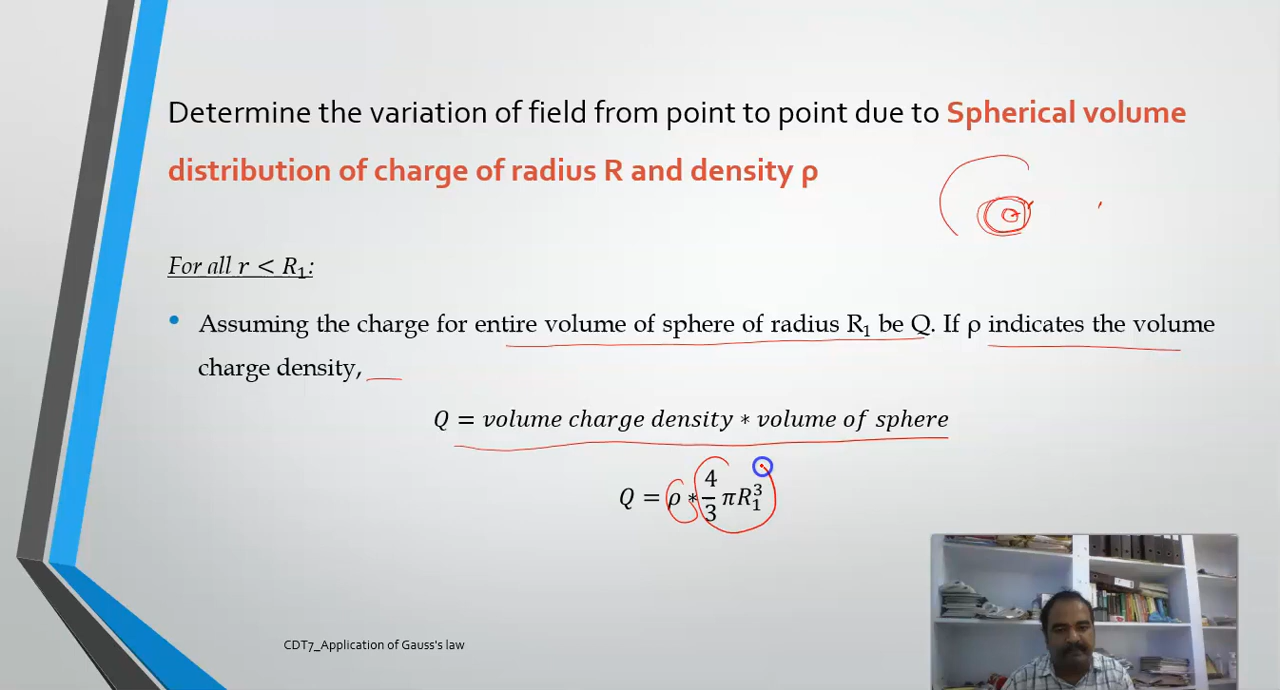 Determine the variation of field from point to point due to Spherical volume
distribution of charge of radius R and density ρ
For all r < R₁:
• Assuming the charge for entire volume of sphere of radius R₁ be Q. If ρ indicates the volume
charge density,
Q = volume charge density ∗ volume of sphere
Q = ρ ∗ 4/3 πR₁³
CDT7_Application of Gauss's law